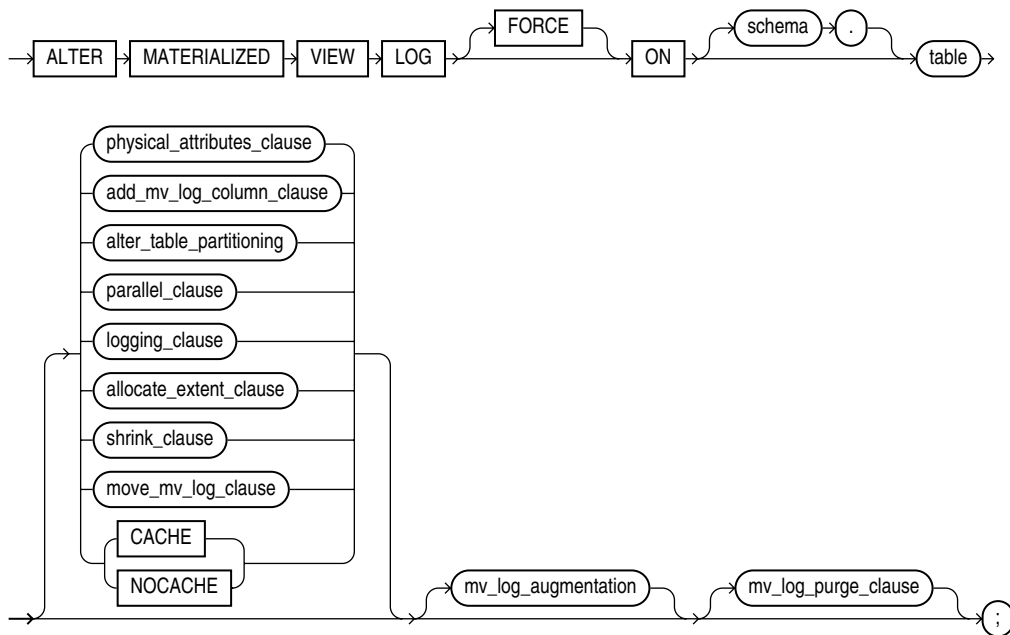 FORCE schema .
ALTER MATERIALIZED VIEW LOG ON table
physical_attributes_clause
add_mv_log_column_clause
alter_table_partitioning
parallel_clause
logging_clause
allocate_extent_clause
shrink_clause
move_mv_log_clause
CACHE
NOCACHE
mv_log_augmentation mv_log_purge_clause
;